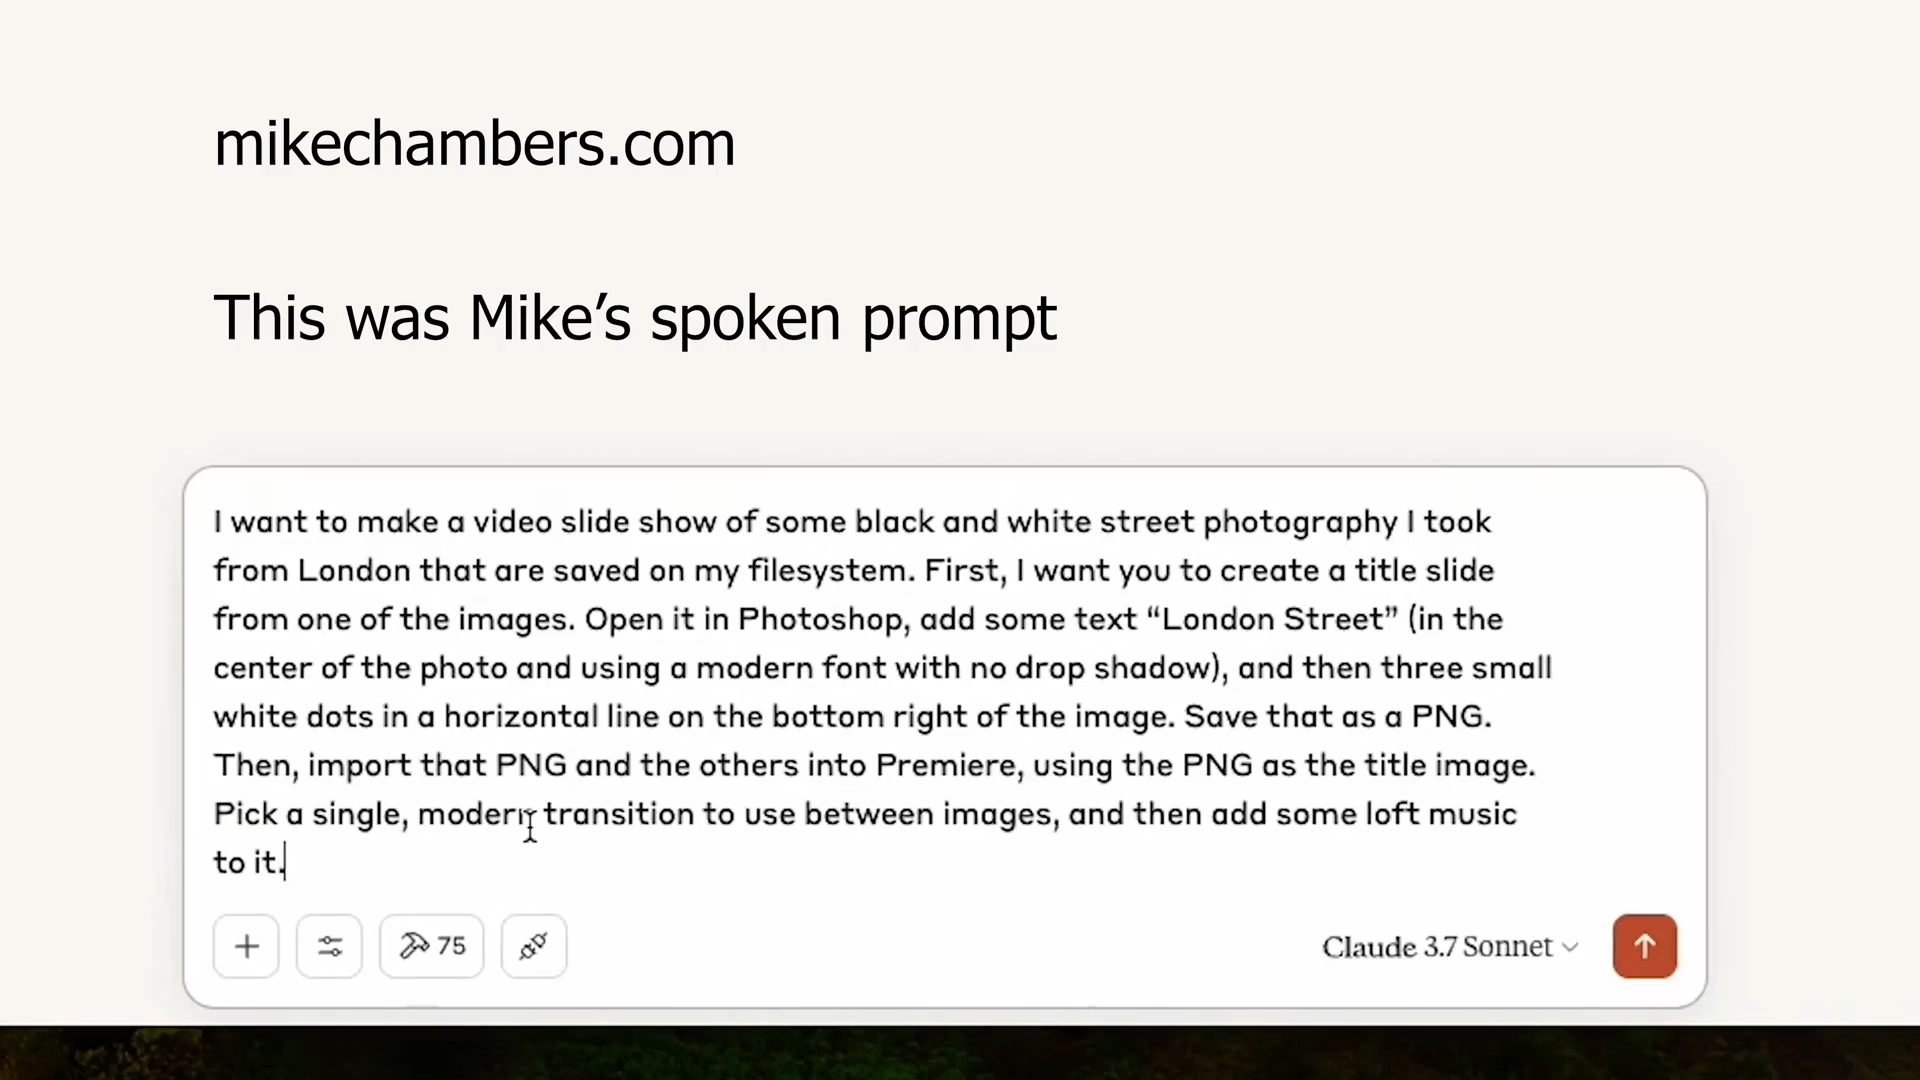 mikechambers.com
This was Mike’s spoken prompt
I want to make a video slide show of some black and white street photography I took
from London that are saved on my filesystem. First, I want you to create a title slide
from one of the images. Open it in Photoshop, add some text “London Street” (in the
center of the photo and using a modern font with no drop shadow), and then three small
white dots in a horizontal line on the bottom right of the image. Save that as a PNG.
Then, import that PNG and the others into Premiere, using the PNG as the title image.
Pick a single, modern transition to use between images, and then add some loft music
to it.
75
Claude 3.7 Sonnet